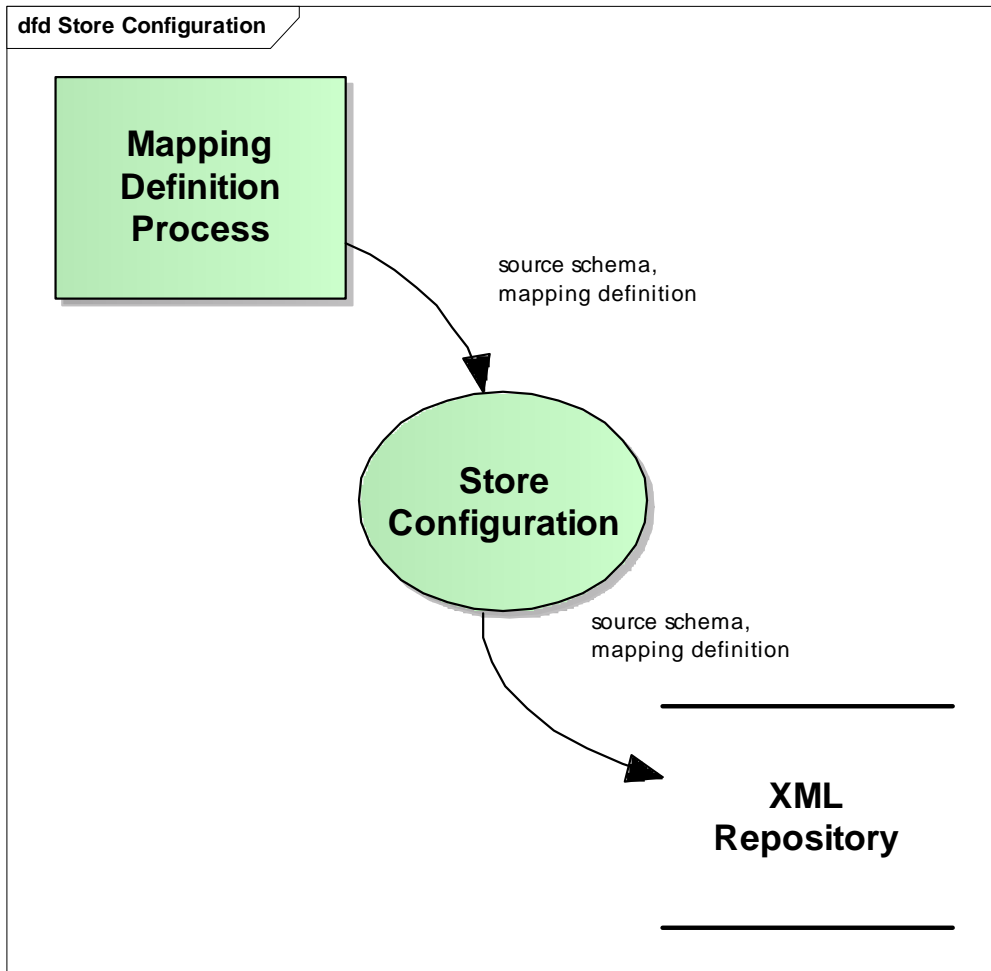 dfd Store Configuration
Mapping
Definition
Process
source schema,
mapping definition
Store
Configuration
source schema,
mapping definition
XML
Repository